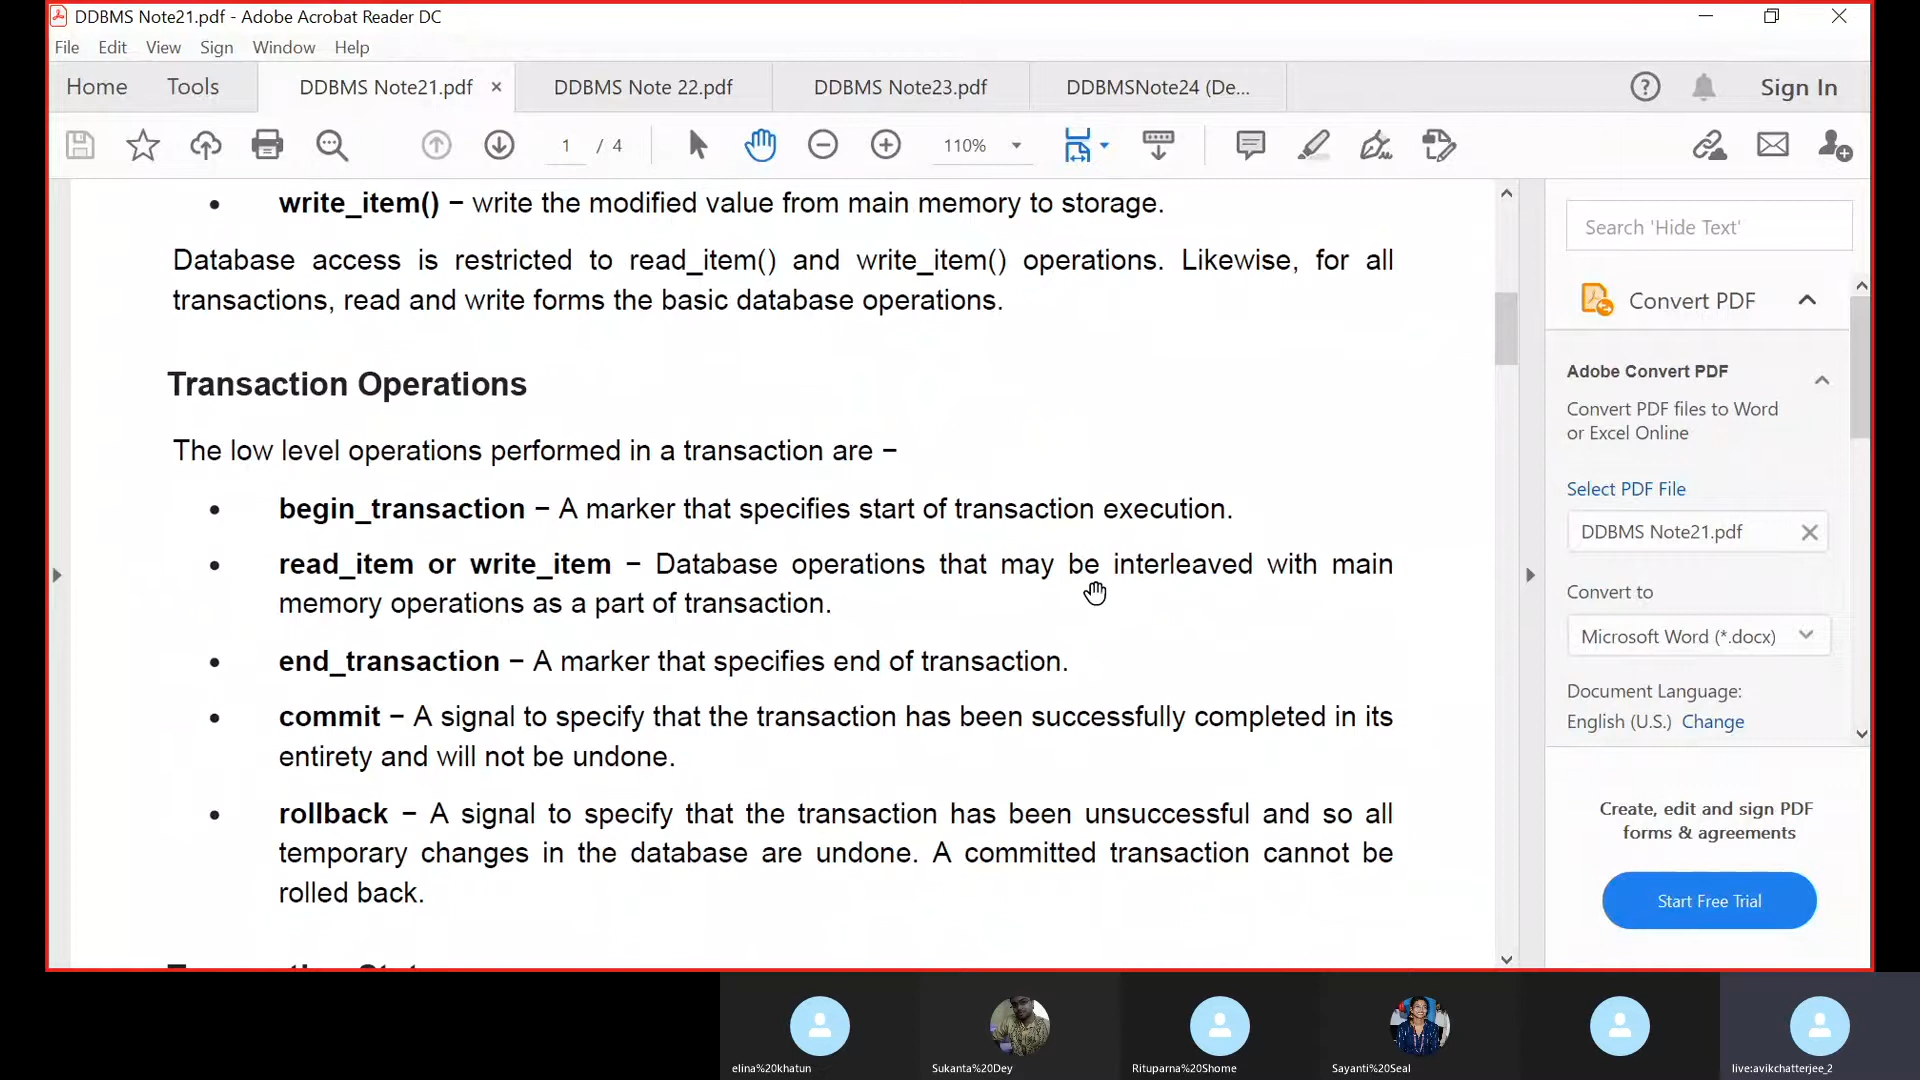 DDBMS Note21.pdf - Adobe Acrobat Reader DC
File Edit View Sign Window Help
Home Tools DDBMS Note21.pdf × DDBMS Note 22.pdf DDBMS Note23.pdf DDBMSNote24 (De... Sign In
1 / 4 110%
• write_item() − write the modified value from main memory to storage.
Database access is restricted to read_item() and write_item() operations. Likewise, for all
transactions, read and write forms the basic database operations.
Transaction Operations
The low level operations performed in a transaction are −
• begin_transaction − A marker that specifies start of transaction execution.
• read_item or write_item − Database operations that may be interleaved with main
memory operations as a part of transaction.
• end_transaction − A marker that specifies end of transaction.
• commit − A signal to specify that the transaction has been successfully completed in its
entirety and will not be undone.
• rollback − A signal to specify that the transaction has been unsuccessful and so all
temporary changes in the database are undone. A committed transaction cannot be
rolled back.
Search 'Hide Text'
Convert PDF
Adobe Convert PDF
Convert PDF files to Word
or Excel Online
Select PDF File
DDBMS Note21.pdf
Convert to
Microsoft Word (*.docx)
Document Language:
English (U.S.) Change
Create, edit and sign PDF
forms & agreements
Start Free Trial
elina%20khatun
Sukanta%20Dey
Rituparna%20Shome
Sayanti%20Seal
live:avikchatterjee_2